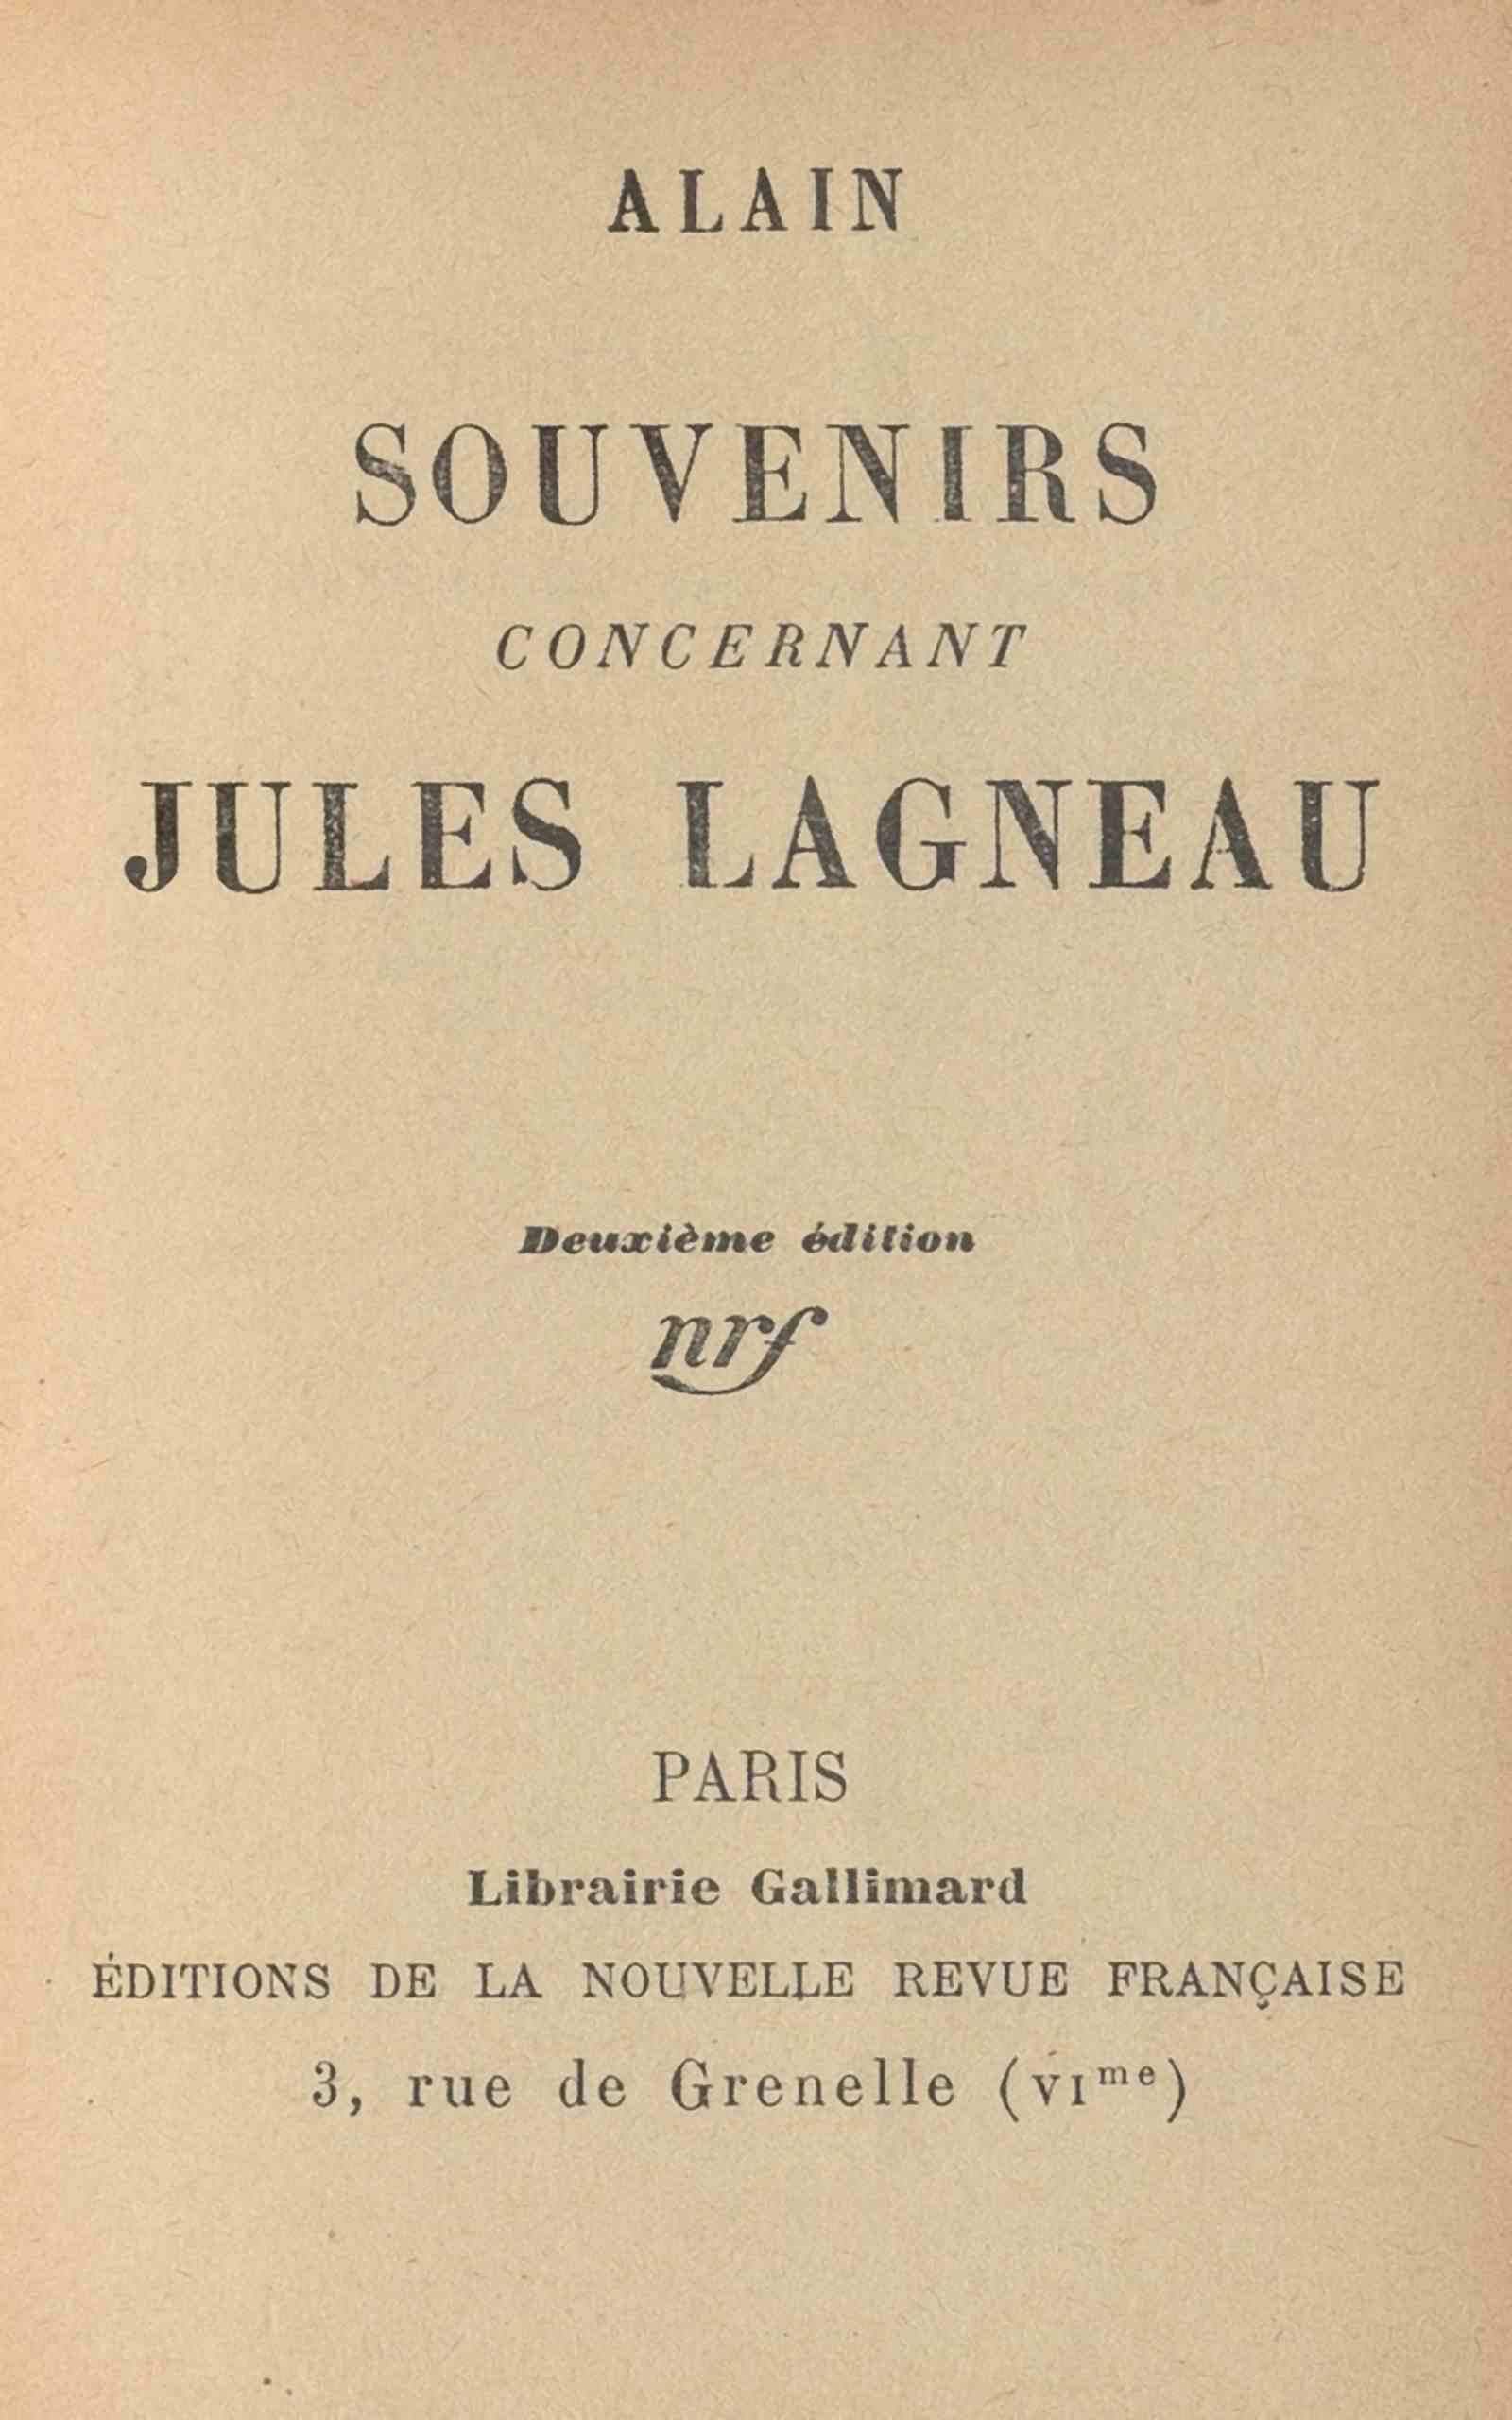 ALAIN
SOUVENIRS
CONCERNANT
JULES LAGNEAU
Deuxième édition
nrf
PARIS
Librairie Gallimard
ÉDITIONS DE LA NOUVELLE REVUE FRANÇAISE
3, rue de Grenelle (VIme)